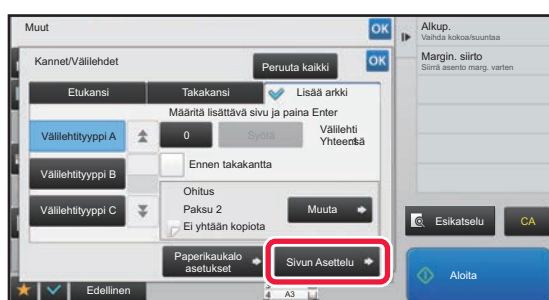 Muut
OK
Kannet/Välilehdet
Peruuta kaikki
OK
Etukansi
Takakansi
Lisää arkki
Määritä lisättävä sivu ja paina Enter
Välilehtityyppi A
0
Syötä
Välilehti
Yhteensä
Välilehtityyppi B
Ennen takakantta
Välilehtityyppi C
Ohitus
Paksu 2
Ei yhtään kopiota
Muuta
Paperikaukalo
asetukset
Sivun Asettelu
Edellinen
4
A3
Alkup.
Vaihda kokoa/suuntaa
Margin. siirto
Siirrä asento marg. varten
Esikatselu
CA
Aloita